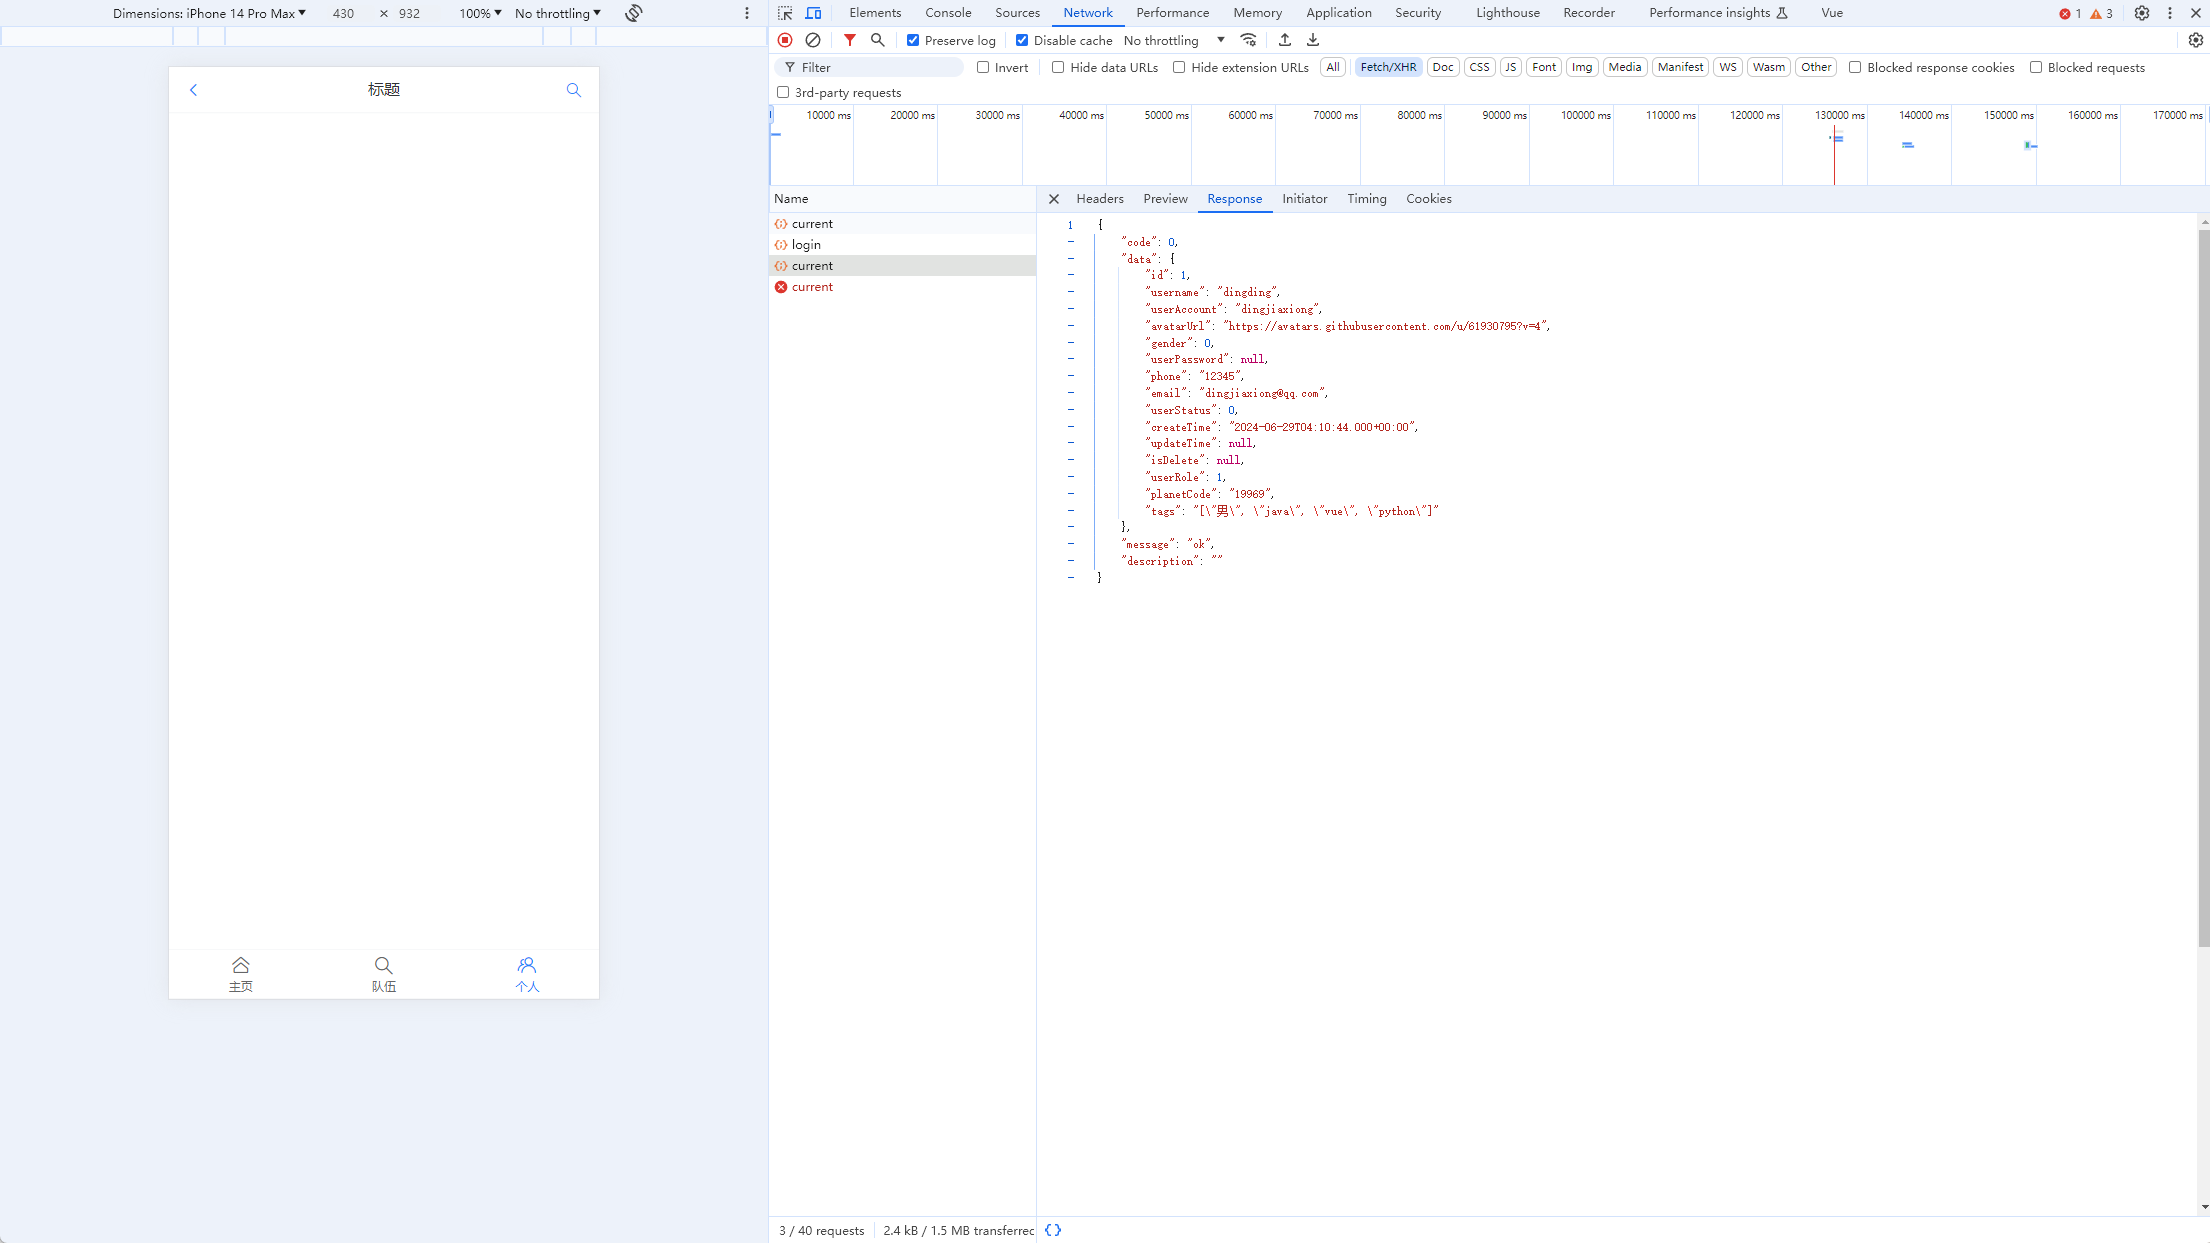 Dimensions: iPhone 14 Pro Max ▼ 430 × 932 100% ▼ No throttling ▼
标题
主页 队伍 个人
Elements Console Sources Network Performance Memory Application Security Lighthouse Recorder Performance insights Vue 1 3
Preserve log Disable cache No throttling ▼
Filter Invert Hide data URLs Hide extension URLs All Fetch/XHR Doc CSS JS Font Img Media Manifest WS Wasm Other Blocked response cookies Blocked requests
3rd-party requests
10000 ms 20000 ms 30000 ms 40000 ms 50000 ms 60000 ms 70000 ms 80000 ms 90000 ms 100000 ms 110000 ms 120000 ms 130000 ms 140000 ms 150000 ms 160000 ms 170000 ms
Name
current
login
current
current
Headers Preview Response Initiator Timing Cookies
1 {
- "code": 0,
- "data": {
- "id": 1,
- "username": "dingding",
- "userAccount": "dingjiaxiong",
- "avatarUrl": "https://avatars.githubusercontent.com/u/61930795?v=4",
- "gender": 0,
- "userPassword": null,
- "phone": "12345",
- "email": "dingjiaxiong@qq.com",
- "userStatus": 0,
- "createTime": "2024-06-29T04:10:44.000+00:00",
- "updateTime": null,
- "isDelete": null,
- "userRole": 1,
- "planetCode": "19969",
- "tags": "[\"男\", \"java\", \"vue\", \"python\"]"
- },
- "message": "ok",
- "description": ""
- }
3 / 40 requests 2.4 kB / 1.5 MB transferrec {}